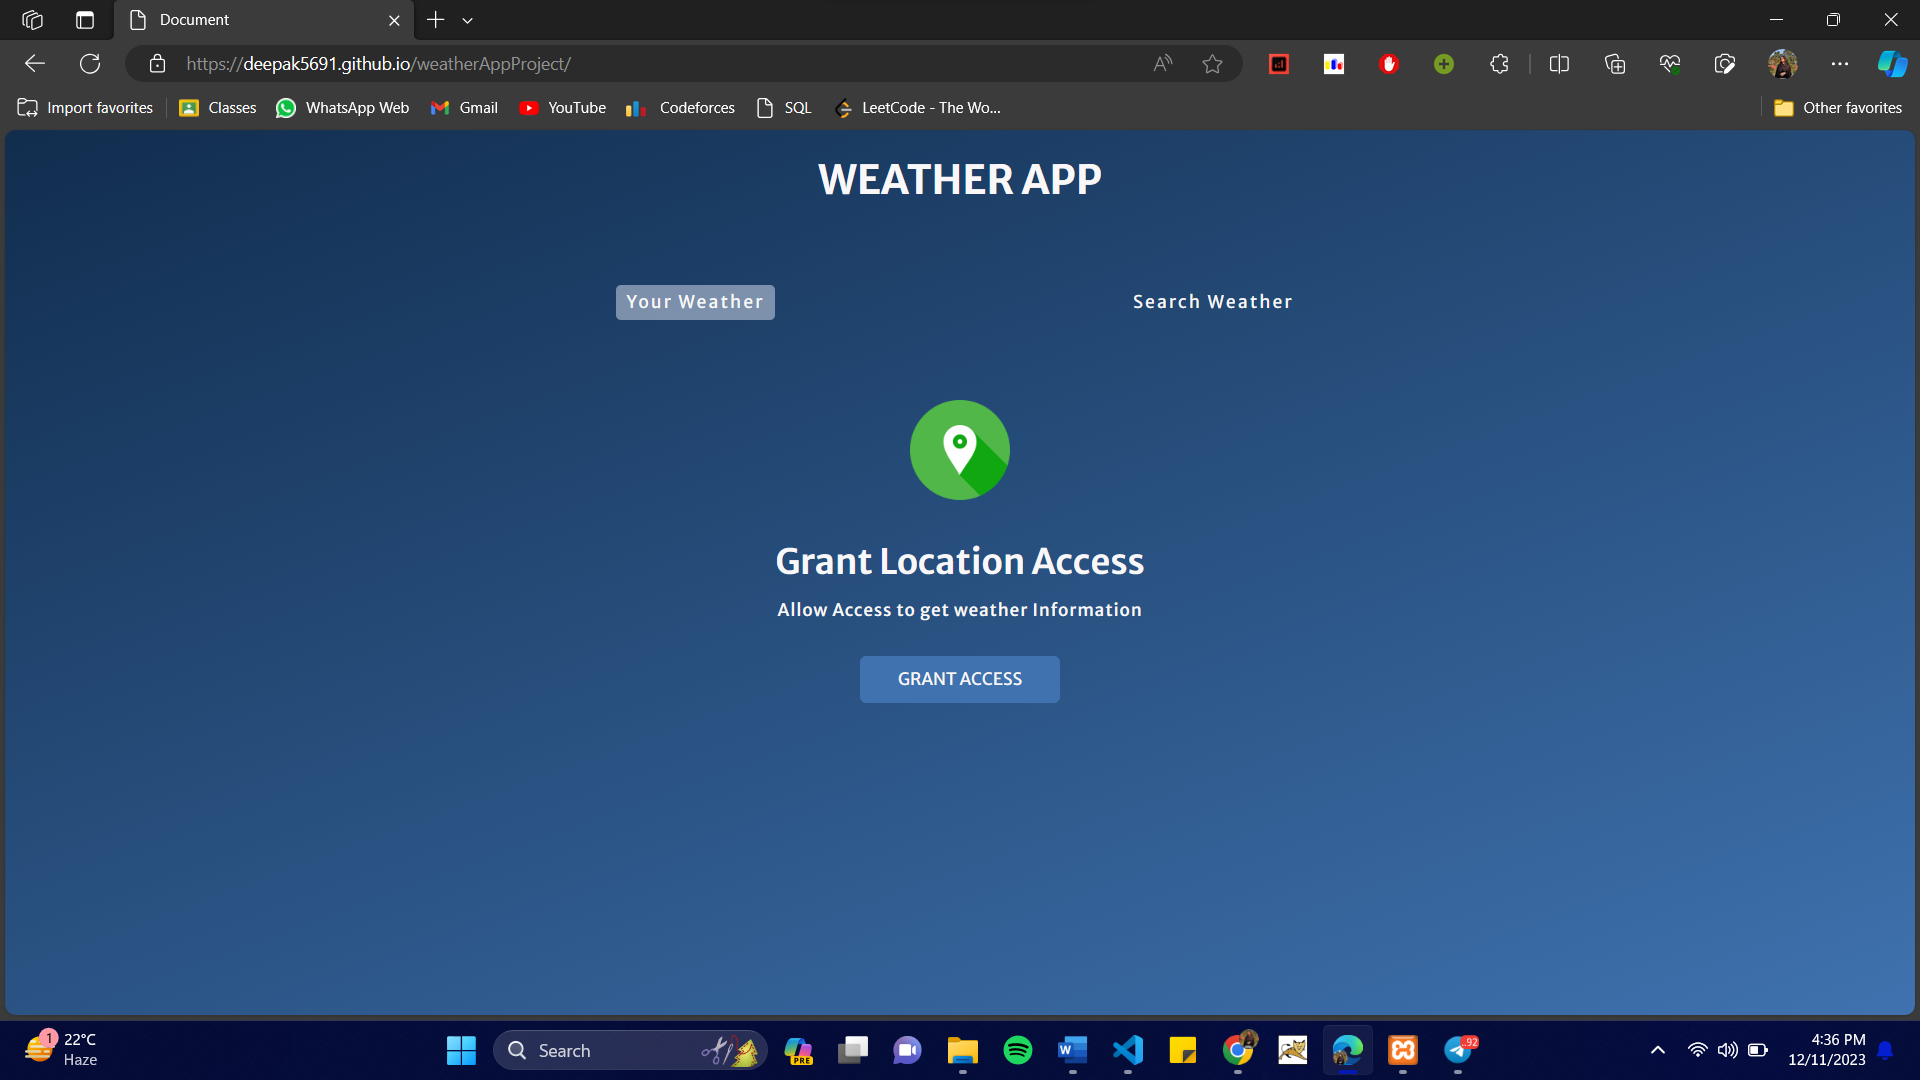 Document
https://deepak5691.github.io/weatherAppProject/
Import favorites
Classes
WhatsApp Web
Gmail
YouTube
Codeforces
SQL
LeetCode - The Wo...
Other favorites
WEATHER APP
Your Weather
Search Weather
Grant Location Access
Allow Access to get weather Information
GRANT ACCESS
1
22°C
Haze
Search
PRE
W
..92
4:36 PM
12/11/2023